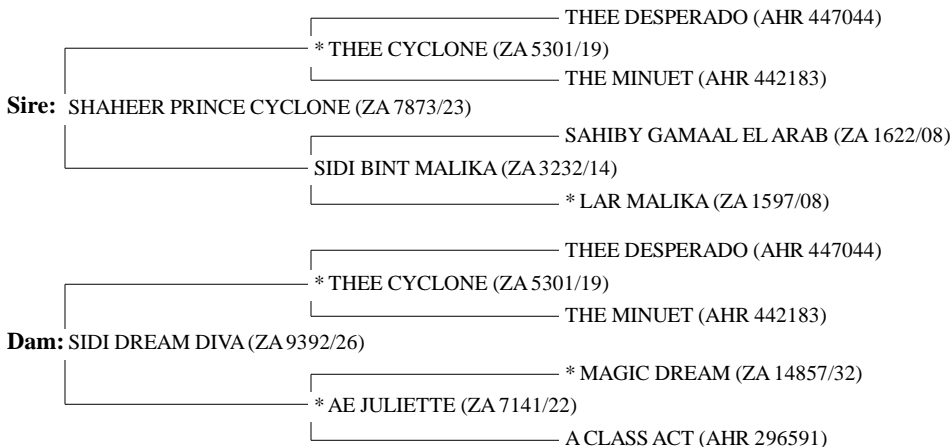 THEE DESPERADO (AHR 447044)
* THEE CYCLONE (ZA 5301/19)
THE MINUET (AHR 442183)
Sire: SHAHEER PRINCE CYCLONE (ZA 7873/23)
SAHIBY GAMAAL EL ARAB (ZA 1622/08)
SIDI BINT MALIKA (ZA 3232/14)
* LAR MALIKA (ZA 1597/08)
THEE DESPERADO (AHR 447044)
* THEE CYCLONE (ZA 5301/19)
THE MINUET (AHR 442183)
Dam: SIDI DREAM DIVA (ZA 9392/26)
* MAGIC DREAM (ZA 14857/32)
* AE JULIETTE (ZA 7141/22)
A CLASS ACT (AHR 296591)